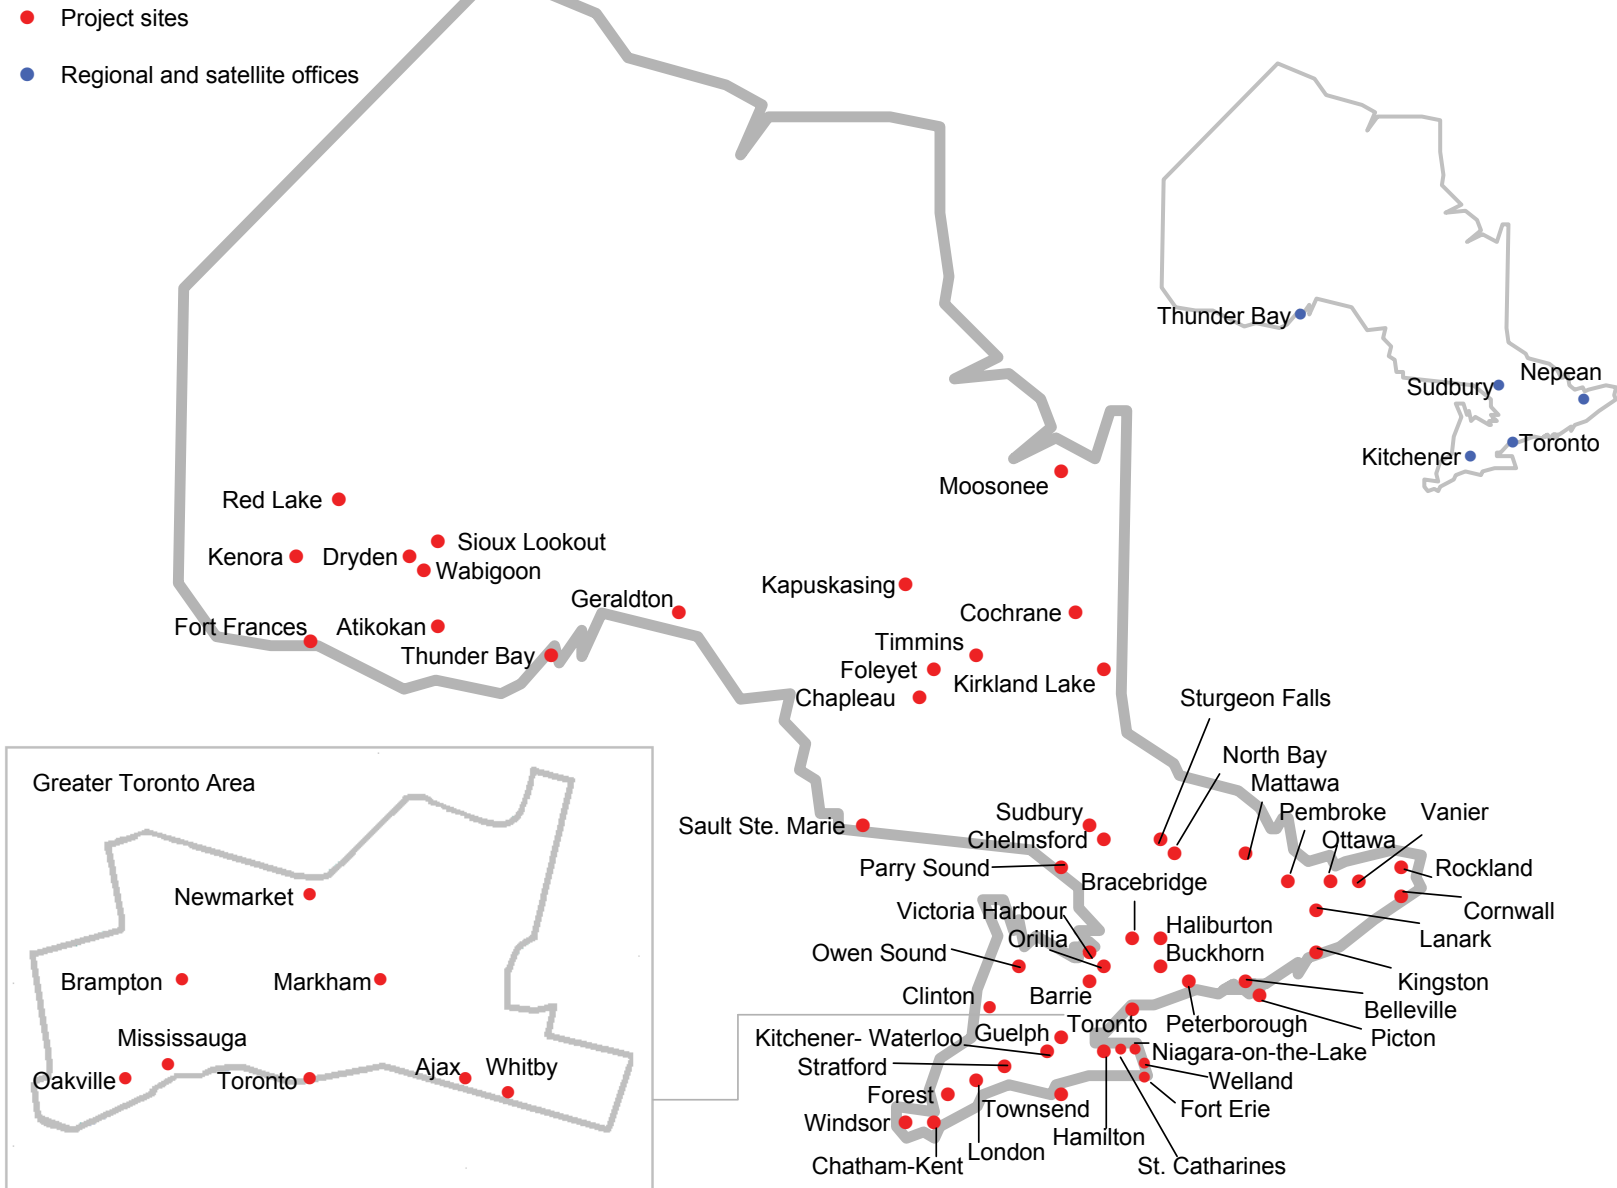 Project sites
Regional and satellite offices
Thunder Bay
Sudbury
Nepean
Toronto
Kitchener
Moosonee
Red Lake
Sioux Lookout
Kenora
Dryden
Wabigoon
Kapuskasing
Geraldton
Cochrane
Fort Frances
Atikokan
Timmins
Thunder Bay
Foleyet
Kirkland Lake
Chapleau
Sturgeon Falls
North Bay
Mattawa
Pembroke
Vanier
Ottawa
Sudbury
Sault Ste. Marie
Chelmsford
Parry Sound
Rockland
Bracebridge
Victoria Harbour
Cornwall
Haliburton
Orillia
Lanark
Owen Sound
Buckhorn
Kingston
Clinton
Barrie
Belleville
Toronto
Peterborough
Picton
Kitchener- Waterloo
Guelph
Niagara-on-the-Lake
Stratford
Welland
Forest
Townsend
Fort Erie
Windsor
Hamilton
London
Chatham-Kent
St. Catharines
Greater Toronto Area
Newmarket
Brampton
Markham
Mississauga
Oakville
Toronto
Ajax
Whitby